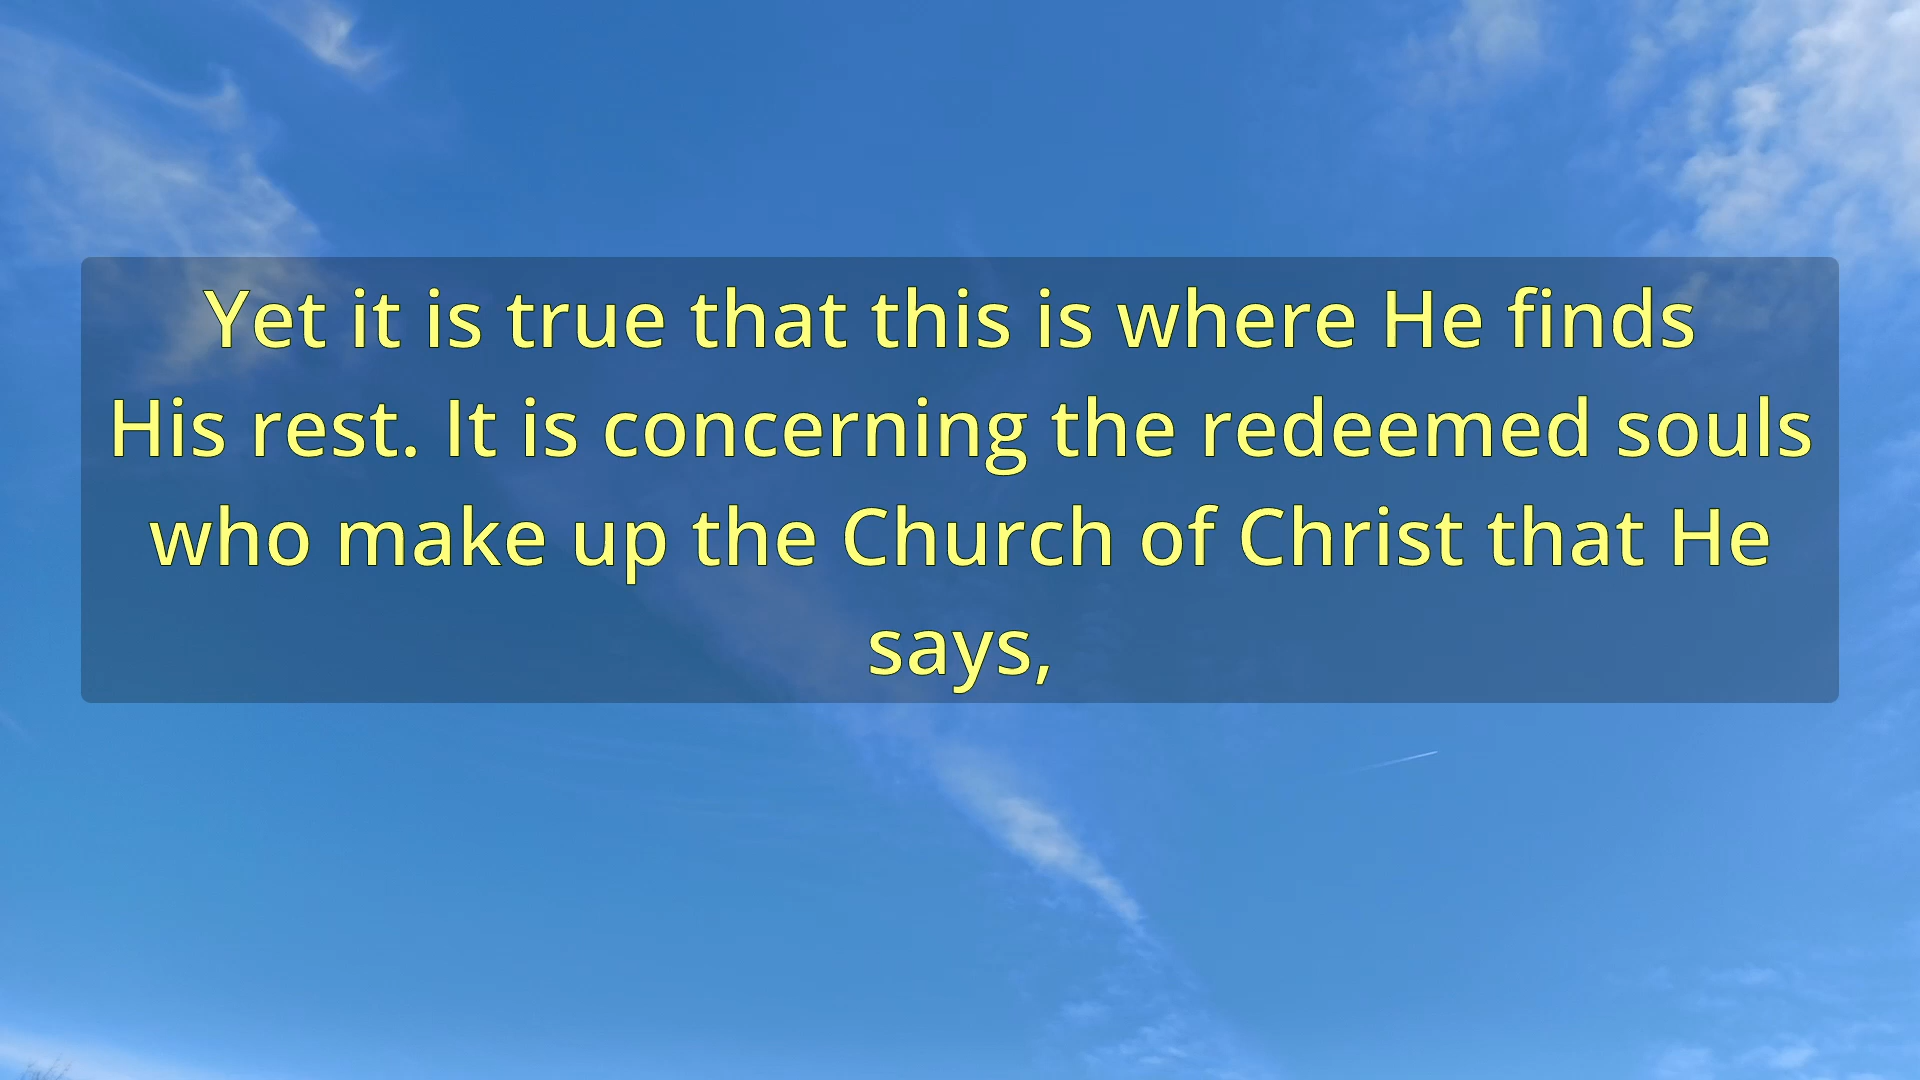 Yet it is true that this is where He finds
His rest. It is concerning the redeemed souls
who make up the Church of Christ that He
says,